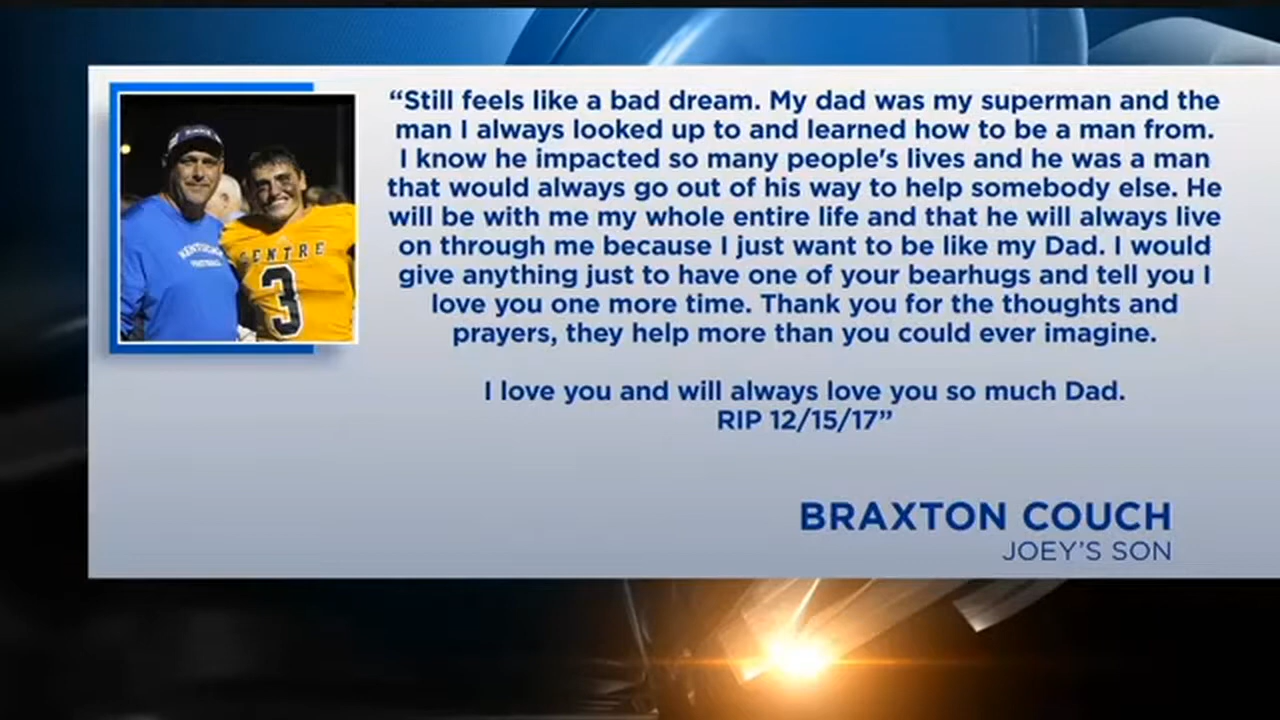 “Still feels like a bad dream. My dad was my superman and the
man I always looked up to and learned how to be a man from.
I know he impacted so many people's lives and he was a man
that would always go out of his way to help somebody else. He
will be with me my whole entire life and that he will always live
on through me because I just want to be like my Dad. I would
give anything just to have one of your bearhugs and tell you I
love you one more time. Thank you for the thoughts and
prayers, they help more than you could ever imagine.
I love you and will always love you so much Dad.
RIP 12/15/17”
BRAXTON COUCH
JOEY’S SON
KENTUCKY
FOOTBALL
CENTRE
3